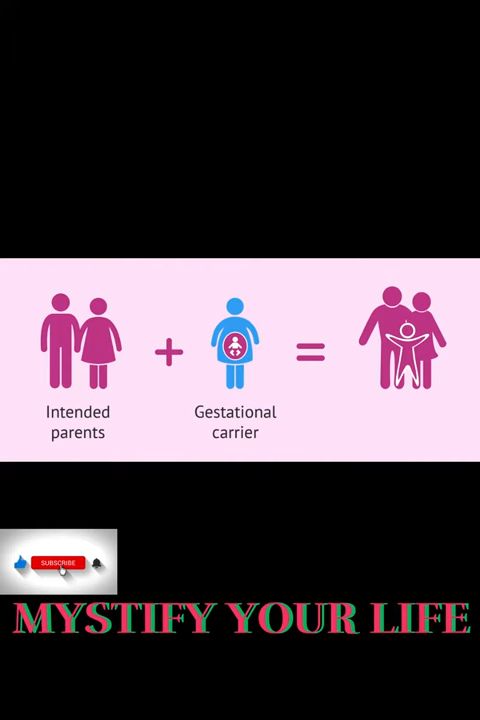 Intended
parents
Gestational
carrier
SUBSCRIBE
MYSTIFY YOUR LIFE